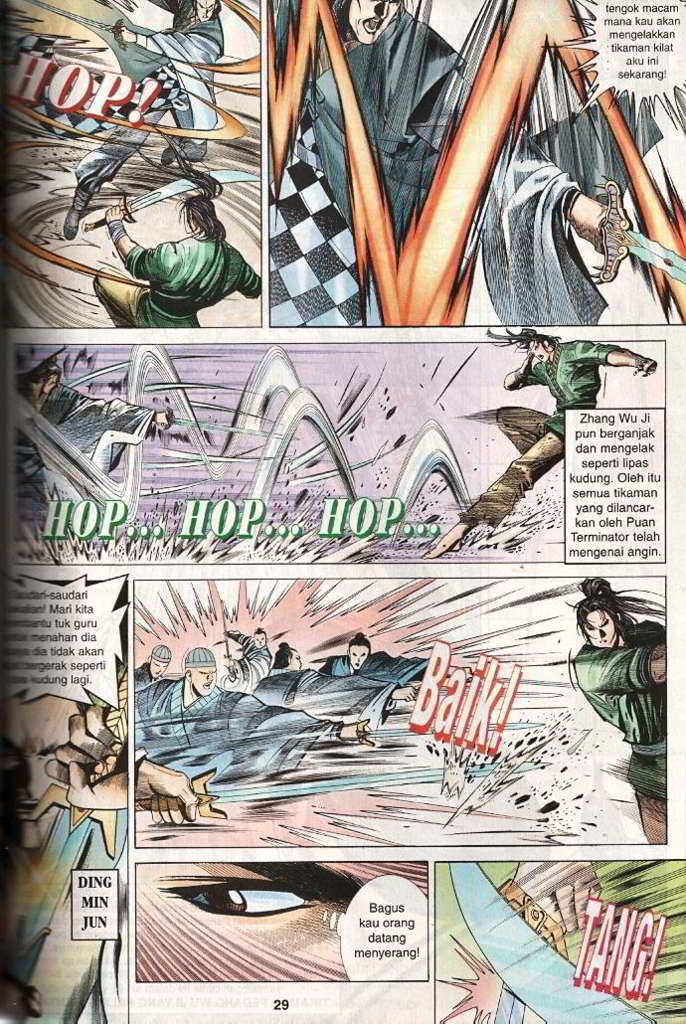 HOP!
tengok macam
mana kau akan
mengelakkan
tikaman kilat
aku ini
sekarang!
Zhang Wu Ji
pun berganjak
dan mengelak
seperti lipas
kudung. Oleh itu
semua tikaman
yang dilancar-
kan oleh Puan
Terminator telah
mengenai angin.
HOP... HOP... HOP...
Saudari-saudari
Mari kita
tuk guru
menahan dia
dia tidak akan
bergerak seperti
kudung lagi.
Baik!
DING
MIN
JUN
Bagus
kau orang
datang
menyerang!
TANG!
29